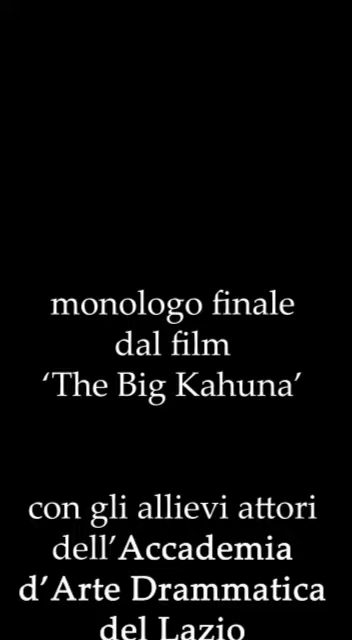 monologo finale
dal film
‘The Big Kahuna’
con gli allievi attori
dell’Accademia
d’Arte Drammatica
del Lazio